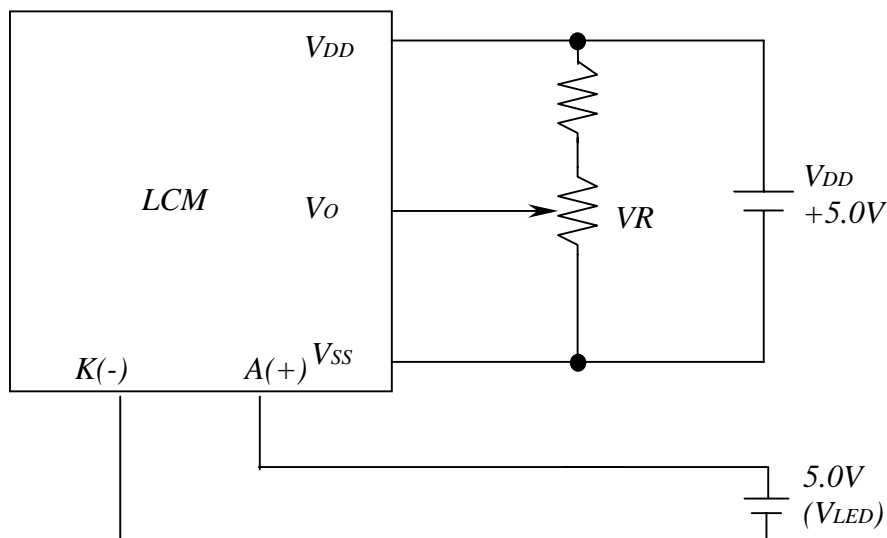 VDD
LCM
VO
VR
VDD
+5.0V
VSS
K(-)
A(+)
5.0V
(VLED)